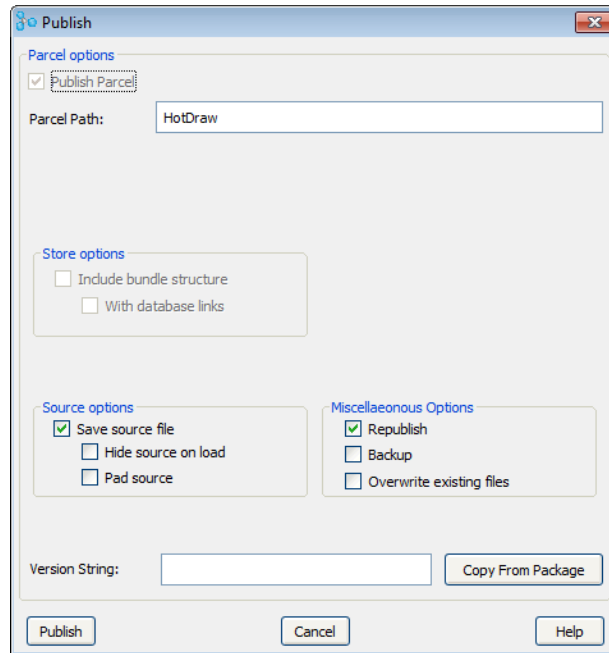 Publish
Parcel options
Publish Parcel
Parcel Path: HotDraw
Store options
Include bundle structure
With database links
Source options
Save source file
Hide source on load
Pad source
Miscellaeonous Options
Republish
Backup
Overwrite existing files
Version String: Copy From Package
Publish Cancel Help